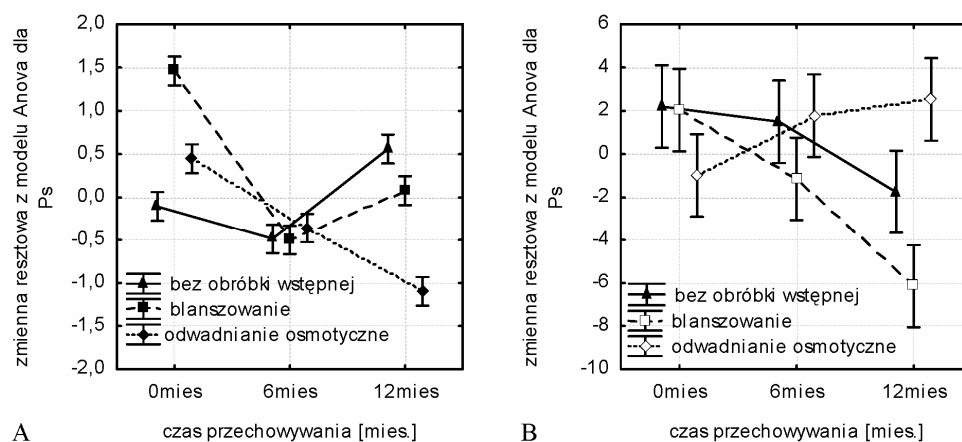 zmienna resztowa z modelu Anova dla
Ps
2,0
1,5
1,0
0,5
0,0
-0,5
-1,0
-1,5
-2,0
bez obróbki wstępnej
blanszowanie
odwadnianie osmotyczne
0mies 6mies 12mies
czas przechowywania [mies.]
A
zmienna resztowa z modelu Anova dla
Ps
6
4
2
0
-2
-4
-6
-8
-10
bez obróbki wstępnej
blanszowanie
odwadnianie osmotyczne
0mies 6mies 12mies
czas przechowywania [mies.]
B